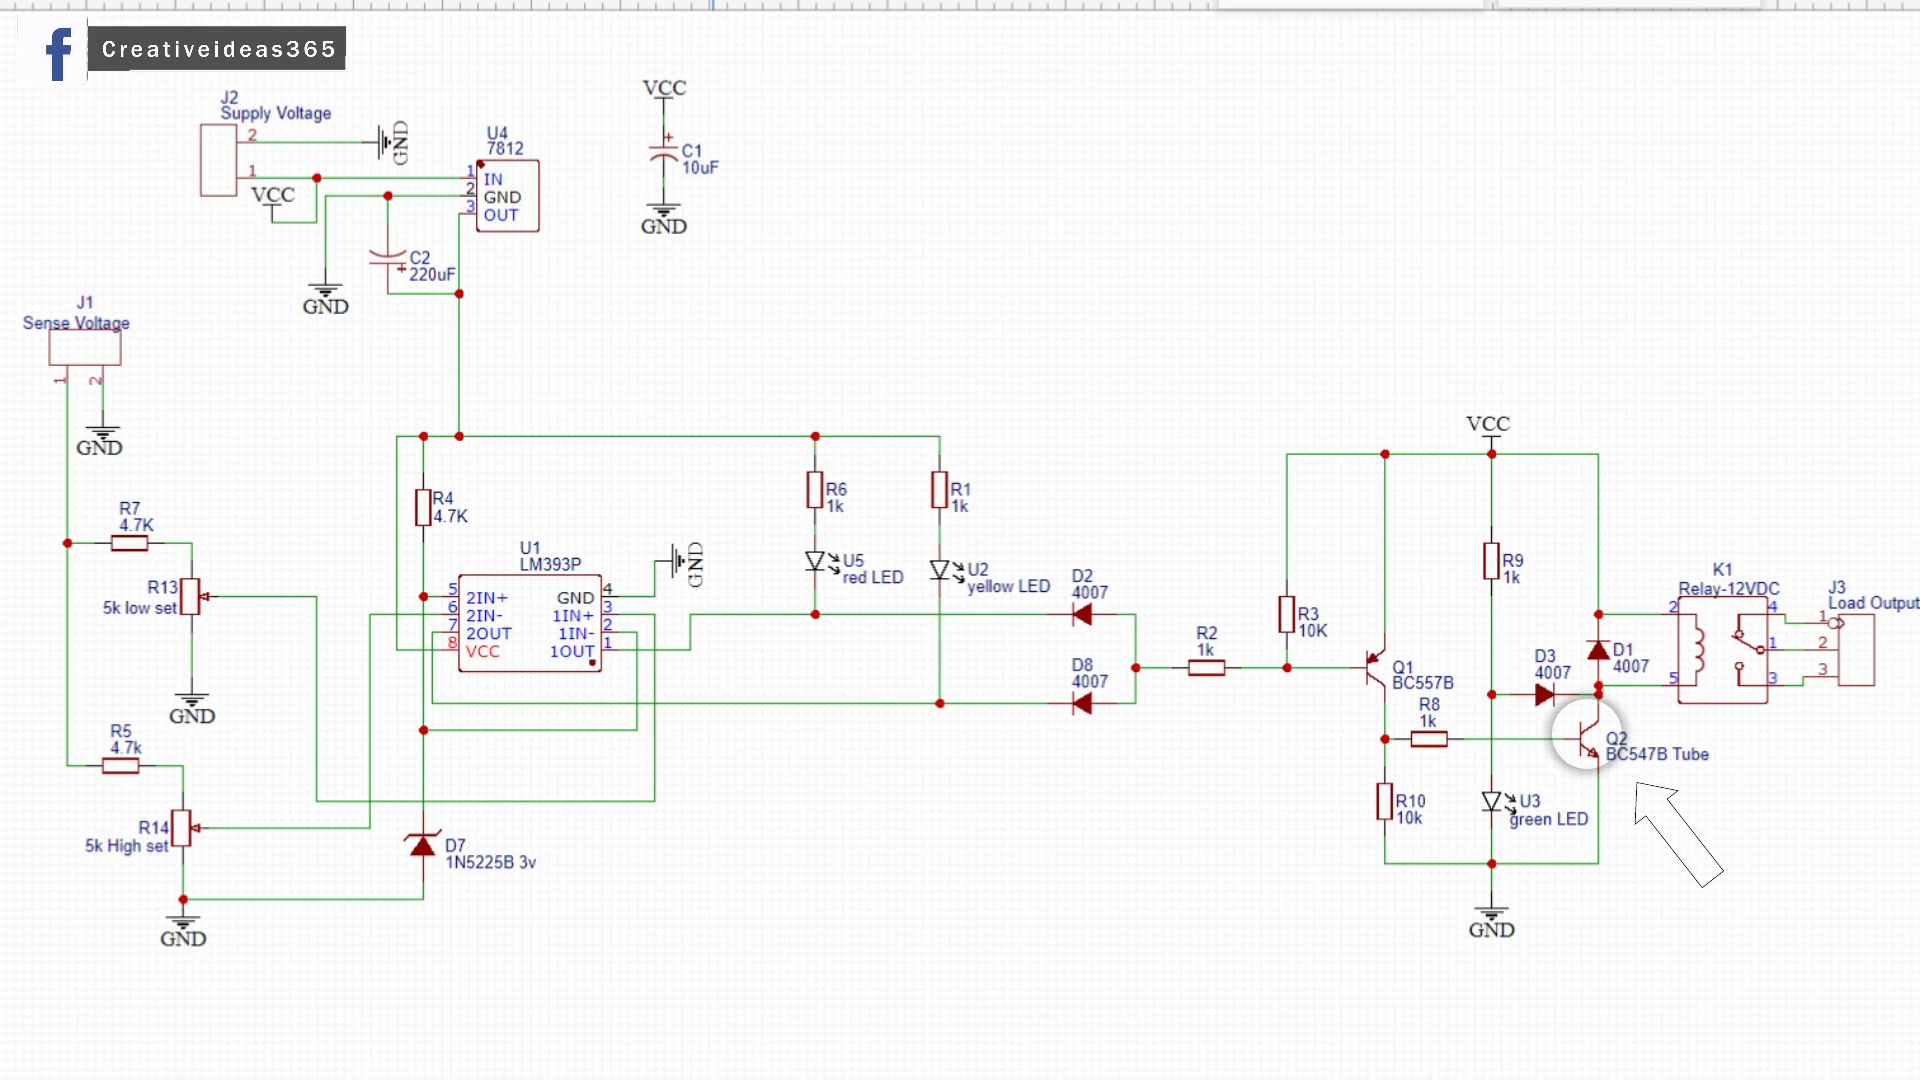 f
Creativeideas365
J2
Supply Voltage
2
1
VCC
GND
U4
7812
1 IN
2 GND
3 OUT
C2
220uF
GND
VCC
+
C1
10uF
GND
J1
Sense Voltage
1
2
GND
R7
4.7K
R13
5k low set
GND
R5
4.7k
R14
5k High set
GND
R4
4.7K
U1
LM393P
5 2IN+
6 2IN-
7 2OUT
8 VCC
GND 4
1IN+ 3
1IN- 2
1OUT 1
GND
D7
1N5225B 3v
R6
1k
U5
red LED
R1
1k
U2
yellow LED
D2
4007
D8
4007
R2
1k
R3
10K
VCC
Q1
BC557B
R8
1k
R10
10k
R9
1k
U3
green LED
GND
D3
4007
D1
4007
Q2
BC547B Tube
K1
Relay-12VDC
2
5
4
1
3
J3
Load Output
1
2
3